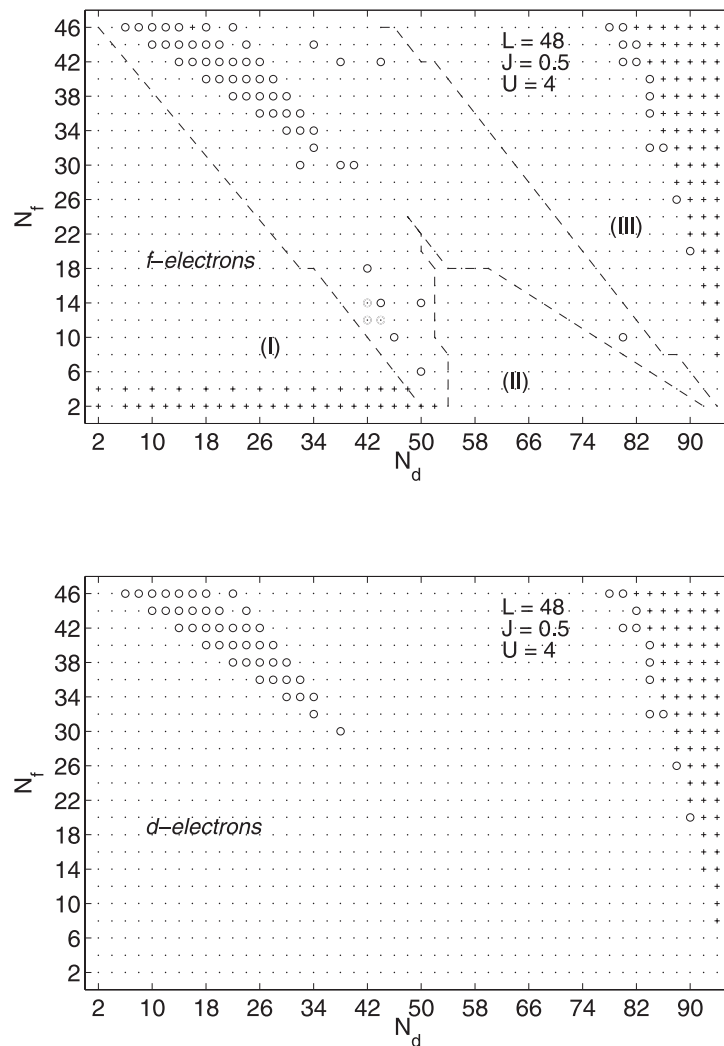 46
42
38
34
30
26
22
18
14
10
6
2
N_f
L = 48
J = 0.5
U = 4
(III)
f−electrons
(I)
(II)
2 10 18 26 34 42 50 58 66 74 82 90
N_d
46
42
38
34
30
26
22
18
14
10
6
2
N_f
L = 48
J = 0.5
U = 4
d−electrons
2 10 18 26 34 42 50 58 66 74 82 90
N_d